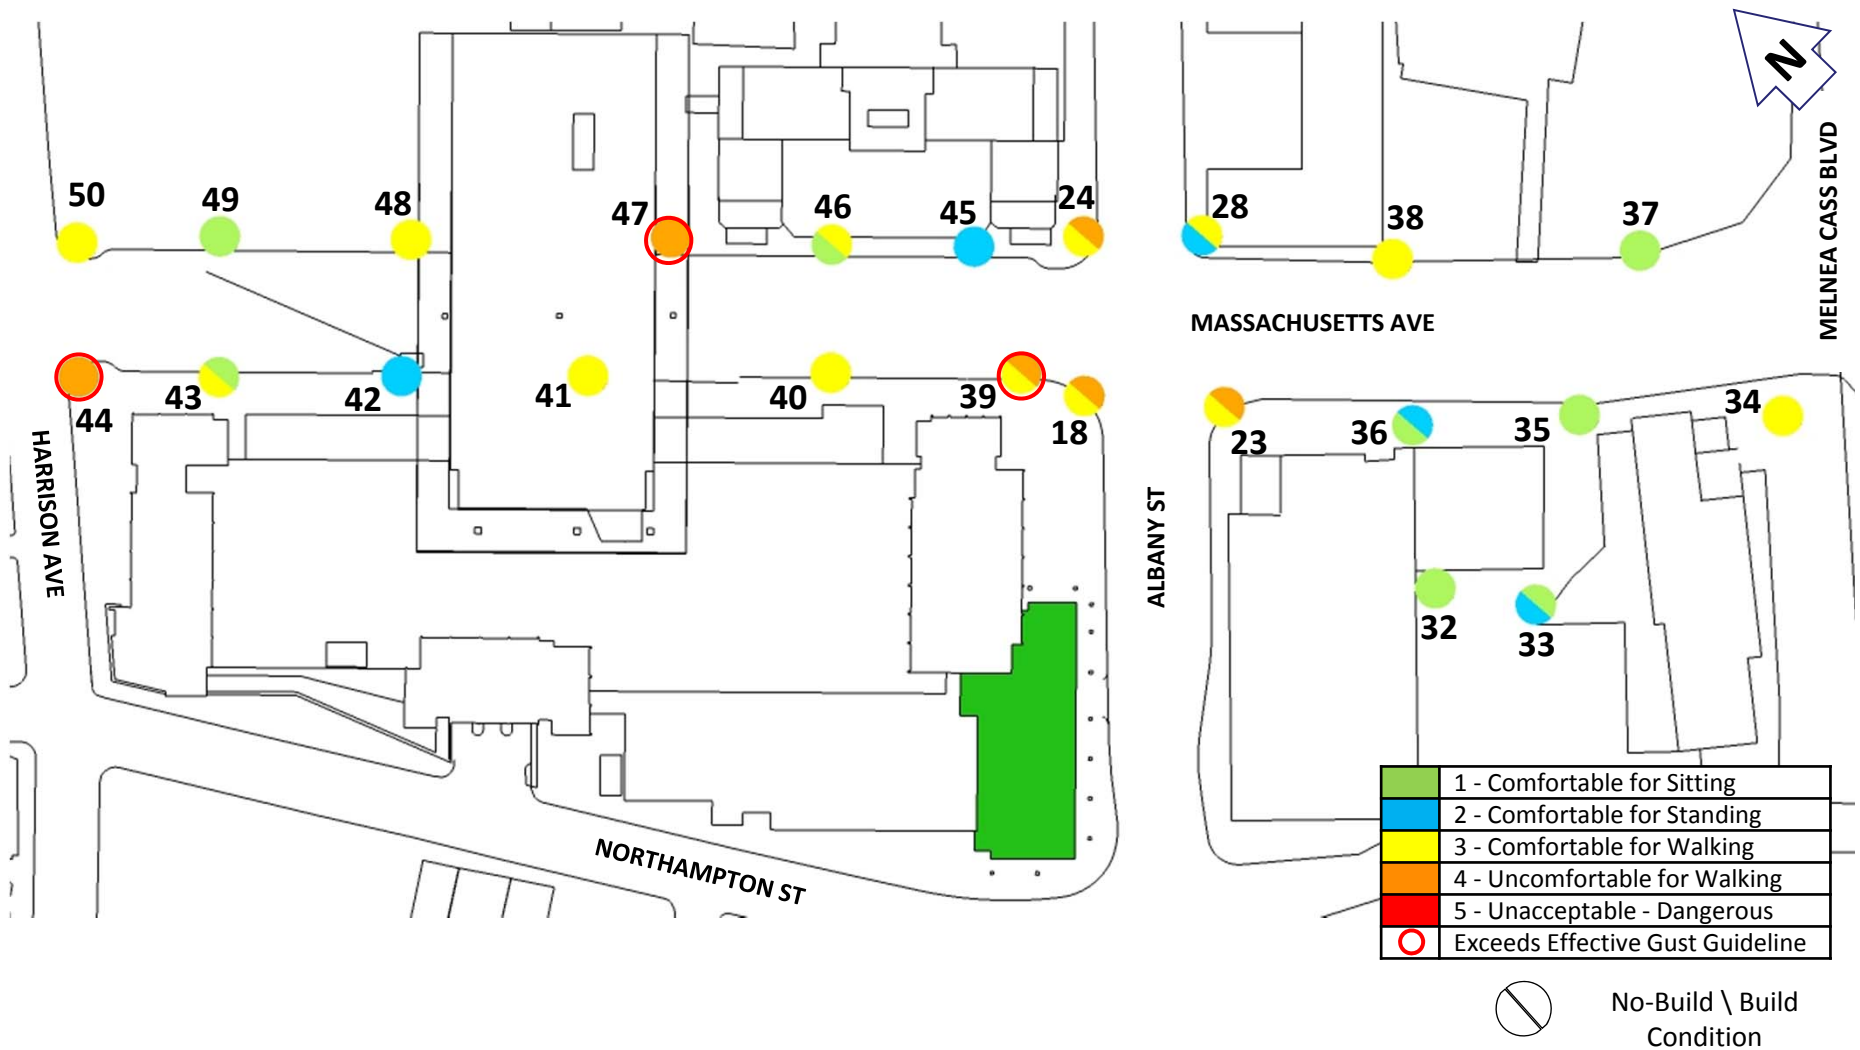 N
MELNEA CASS BLVD
50
49
48
47
46
45
24
28
38
37
MASSACHUSETTS AVE
44
43
42
41
40
39
18
23
36
35
34
HARRISON AVE
ALBANY ST
32
33
NORTHAMPTON ST
1 - Comfortable for Sitting
2 - Comfortable for Standing
3 - Comfortable for Walking
4 - Uncomfortable for Walking
5 - Unacceptable - Dangerous
Exceeds Effective Gust Guideline
No-Build \ Build
Condition